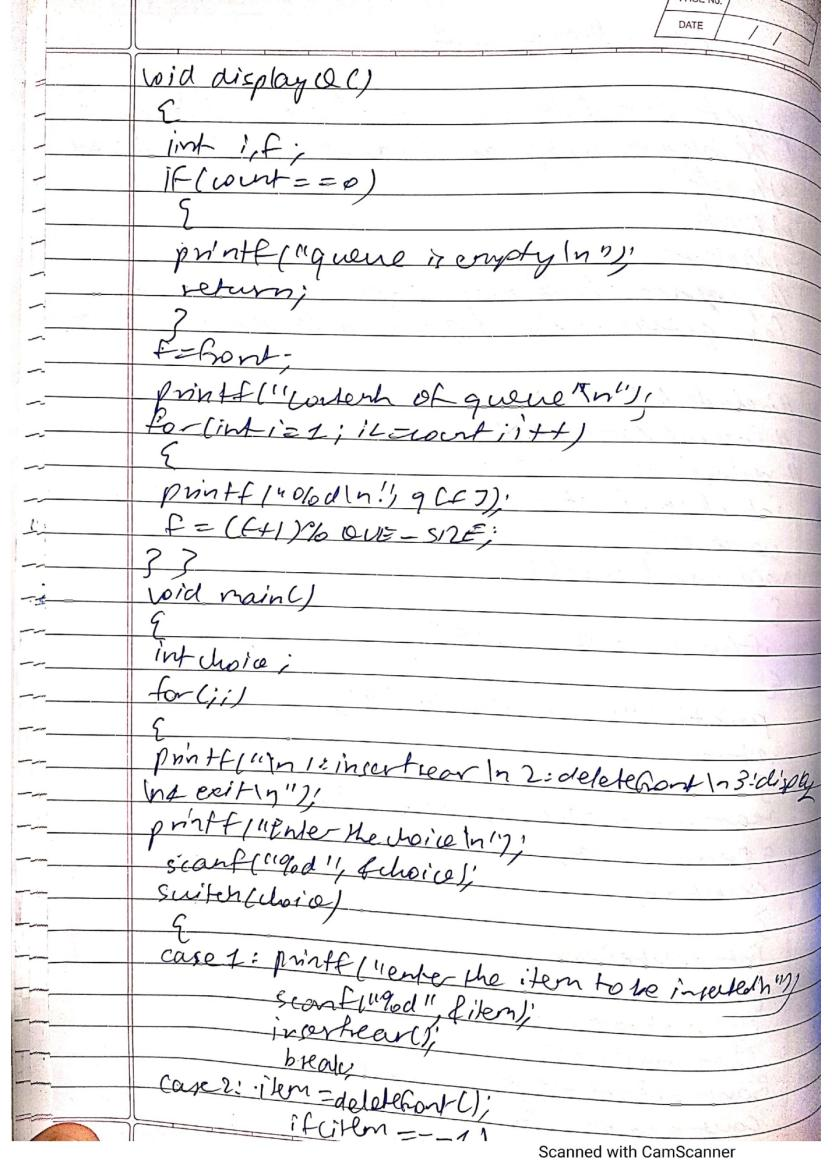 PAGE NO.
DATE / /
void displayQ()
{
int i,f;
if(count==0)
{
printf("queue is empty\n");
return;
}
f=front;
printf("contents of queue \n");
for(int i=1; i<=count; i++)
{
printf("%d\n", q[f]);
f = (f+1)% QUE_SIZE;
} }
void main()
{
int choice;
for(;;)
{
printf("\n 1:insertrear \n 2:deletefront \n 3:display
\n4 exit\n");
printf("Enter the choice \n");
scanf("%d", &choice);
switch(choice)
{
case 1: printf("enter the item to be inserted\n");
scanf("%d", &item);
insertrear();
break;
case 2: item=deletefront();
if(item ==-1)
Scanned with CamScanner